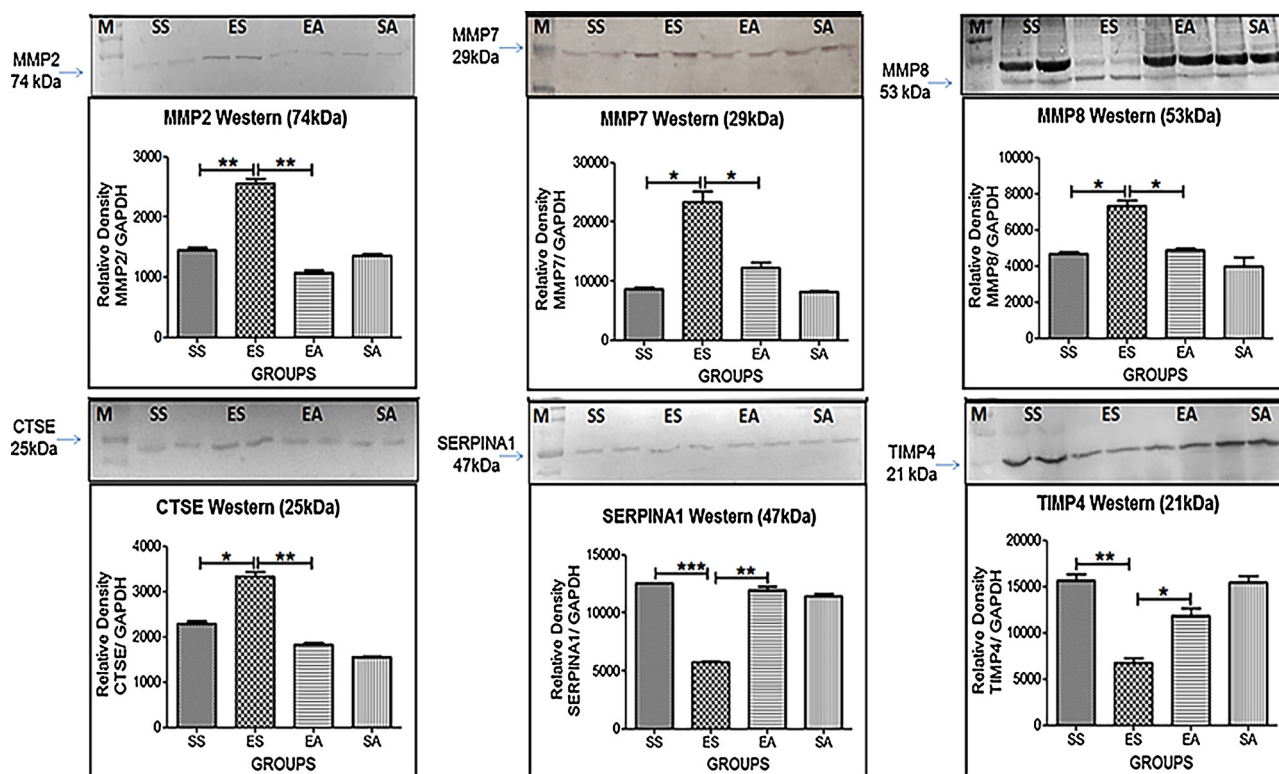 M SS ES EA SA
MMP2
74 kDa
MMP2 Western (74kDa)
Relative Density
MMP2/ GAPDH
3000
2000
1000
0
** **
SS ES EA SA
GROUPS
M SS ES EA SA
MMP7
29kDa
MMP7 Western (29kDa)
Relative Density
MMP7/ GAPDH
30000
20000
10000
0
* *
SS ES EA SA
GROUPS
M SS ES EA SA
MMP8
53 kDa
MMP8 Western (53kDa)
Relative Density
MMP8/ GAPDH
10000
8000
6000
4000
2000
0
* *
SS ES EA SA
GROUPS
M SS ES EA SA
CTSE
25kDa
CTSE Western (25kDa)
Relative Density
CTSE/ GAPDH
4000
3000
2000
1000
0
* **
SS ES EA SA
GROUPS
M SS ES EA SA
SERPINA1
47kDa
SERPINA1 Western (47kDa)
Relative Density
SERPINA1/ GAPDH
15000
10000
5000
0
*** **
SS ES EA SA
GROUPS
M SS ES EA SA
TIMP4
21 kDa
TIMP4 Western (21kDa)
Relative Density
TIMP4/ GAPDH
20000
15000
10000
5000
0
**
*
SS ES EA SA
GROUPS